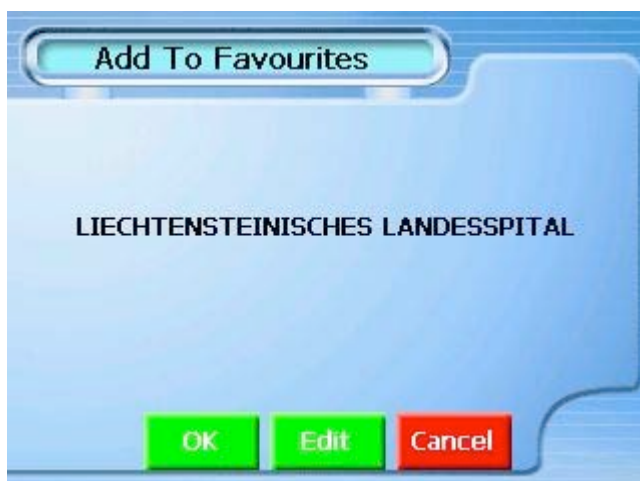 Add To Favourites
LIECHTENSTEINISCHES LANDESSPITAL
OK Edit Cancel